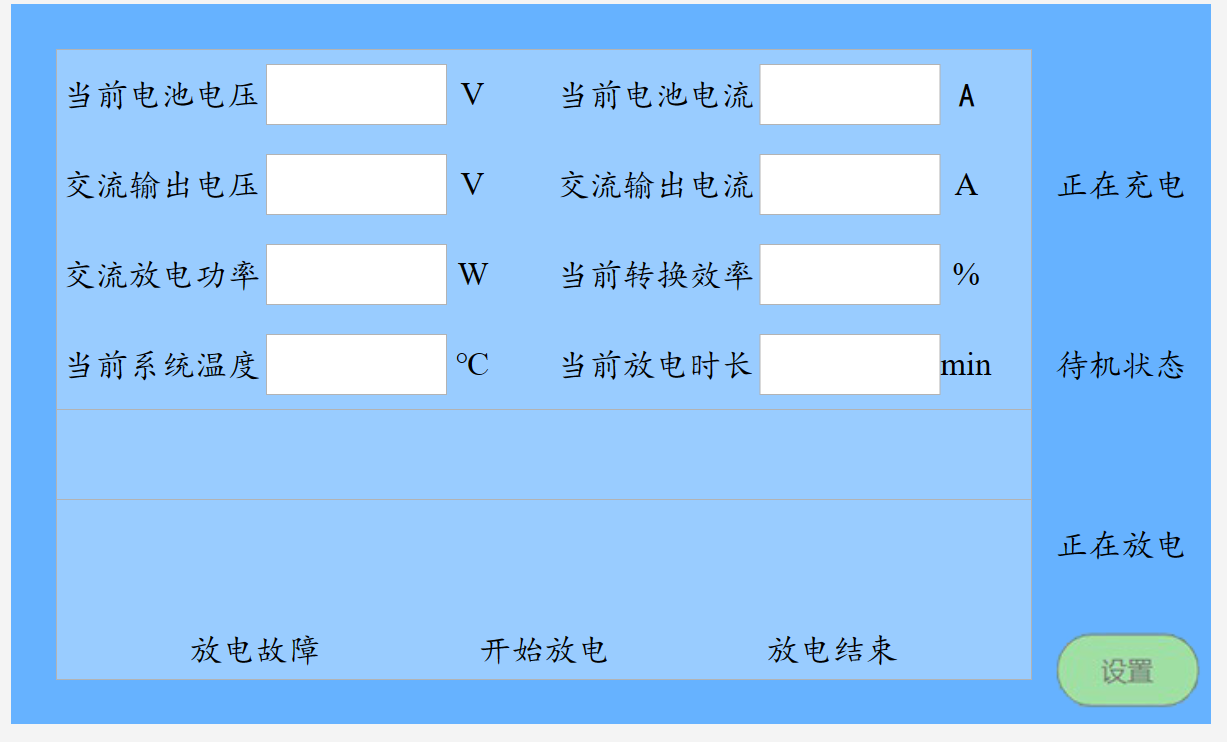 当前电池电压 V 当前电池电流 A
交流输出电压 V 交流输出电流 A 正在充电
交流放电功率 W 当前转换效率 %
当前系统温度 ℃ 当前放电时长 min 待机状态
正在放电
放电故障 开始放电 放电结束
设置